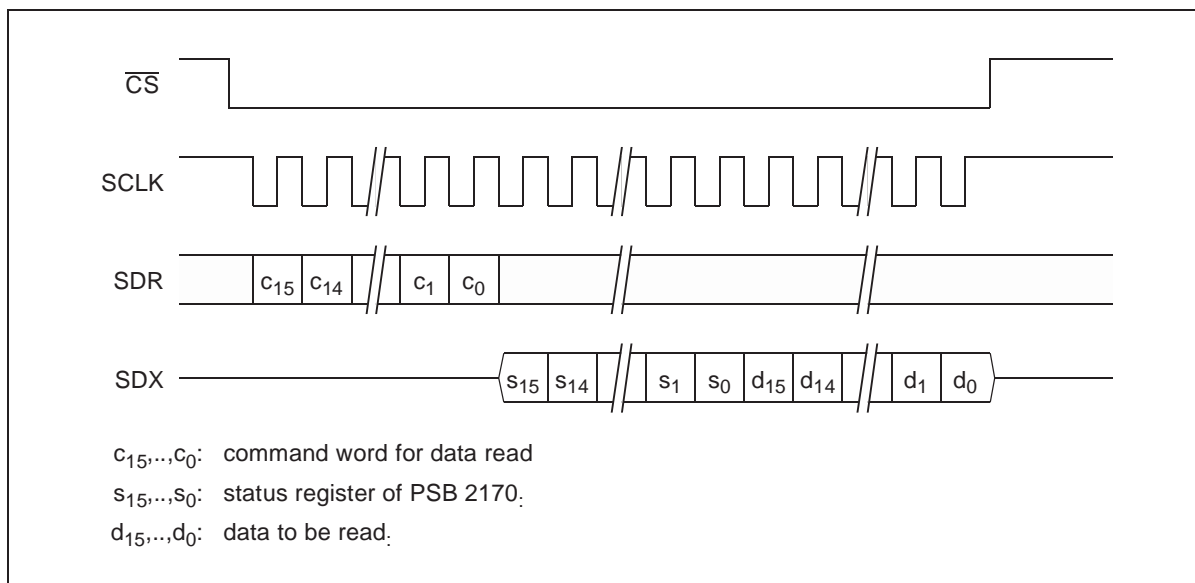 CS
SCLK
SDR c15 c14 c1 c0
SDX s15 s14 s1 s0 d15 d14 d1 d0
c15,..,c0: command word for data read
s15,..,s0: status register of PSB 2170.
d15,..,d0: data to be read.